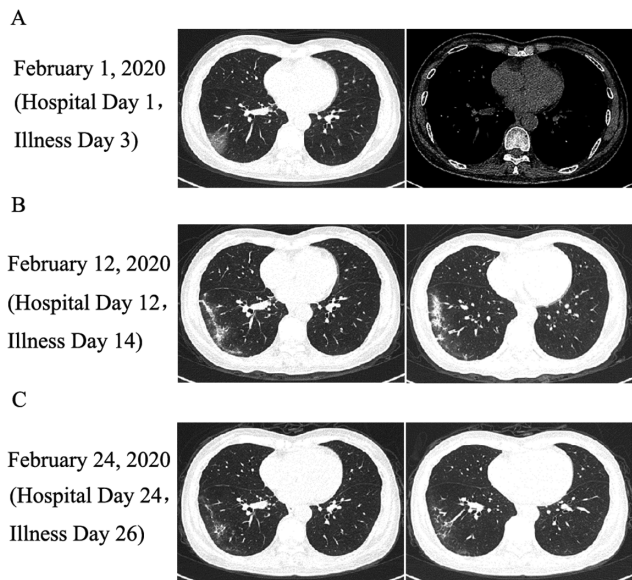 A
February 1, 2020
(Hospital Day 1,
Illness Day 3)
B
February 12, 2020
(Hospital Day 12,
Illness Day 14)
C
February 24, 2020
(Hospital Day 24,
Illness Day 26)